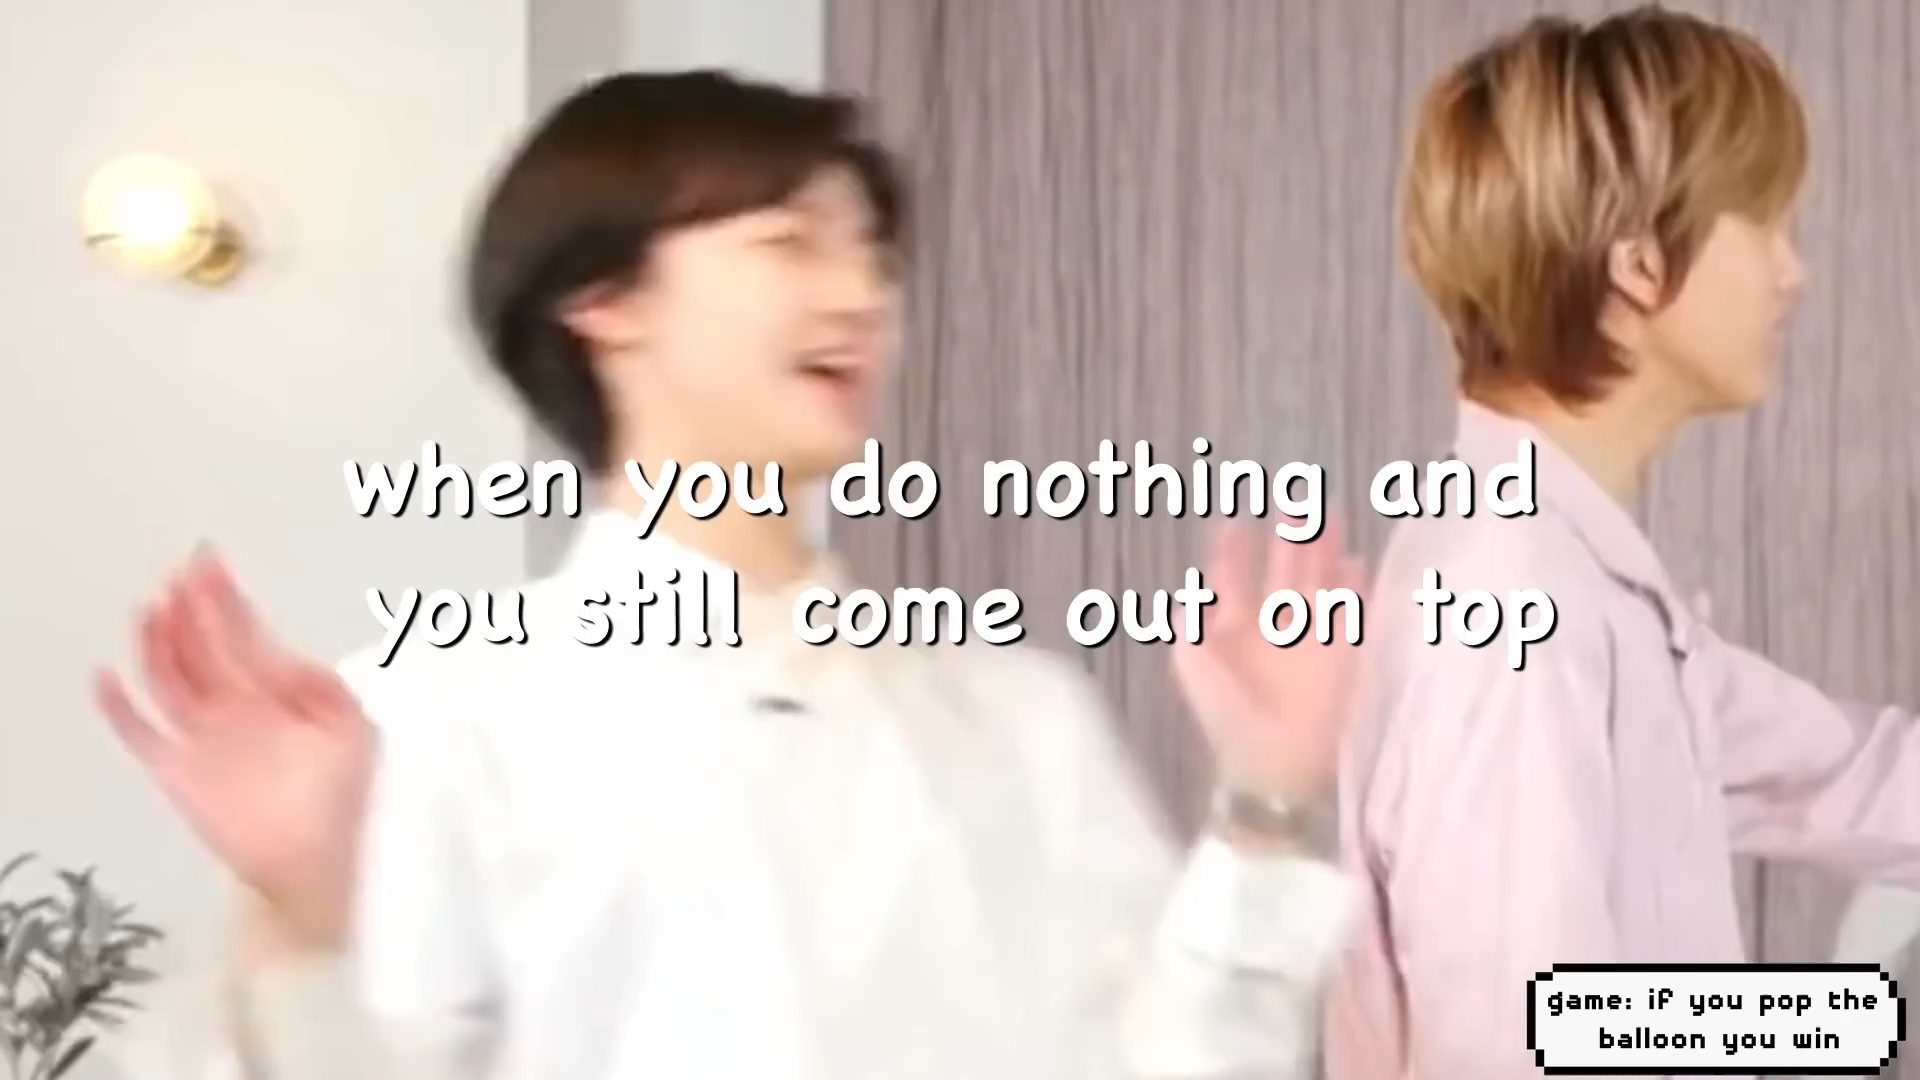 when you do nothing and
you still come out on top
game: if you pop the
balloon you win